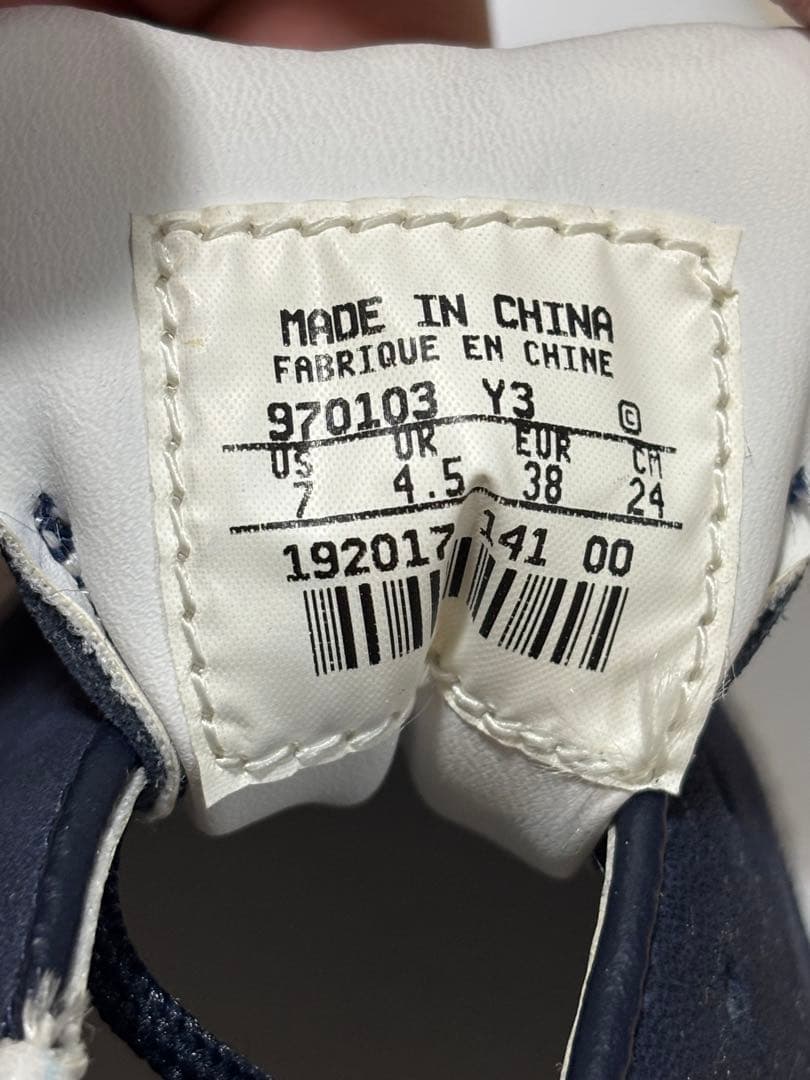 MADE IN CHINA
FABRIQUE EN CHINE
970103 Y3 ©
US UK EUR CM
7 4.5 38 24
192017 141 00